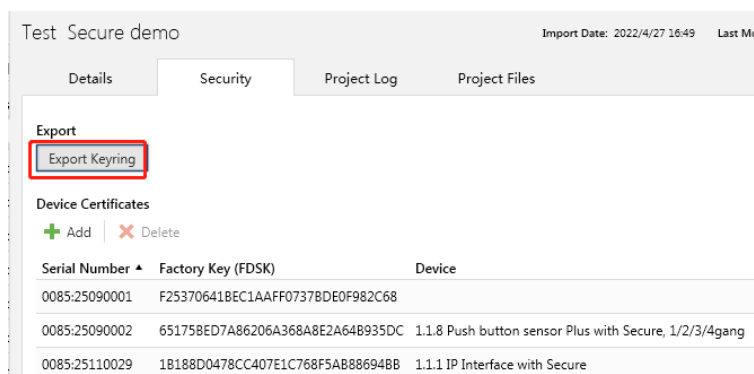 Test Secure demo Import Date: 2022/4/27 16:49 Last Mo
Details Security Project Log Project Files
Export
Export Keyring
Device Certificates
Add Delete
Serial Number Factory Key (FDSK) Device
0085:25090001 F25370641BEC1AAFF0737BDE0F982C68
0085:25090002 65175BED7A86206A368A8E2A64B935DC 1.1.8 Push button sensor Plus with Secure, 1/2/3/4gang
0085:25110029 1B188D0478CC407E1C768F5AB88694BB 1.1.1 IP Interface with Secure